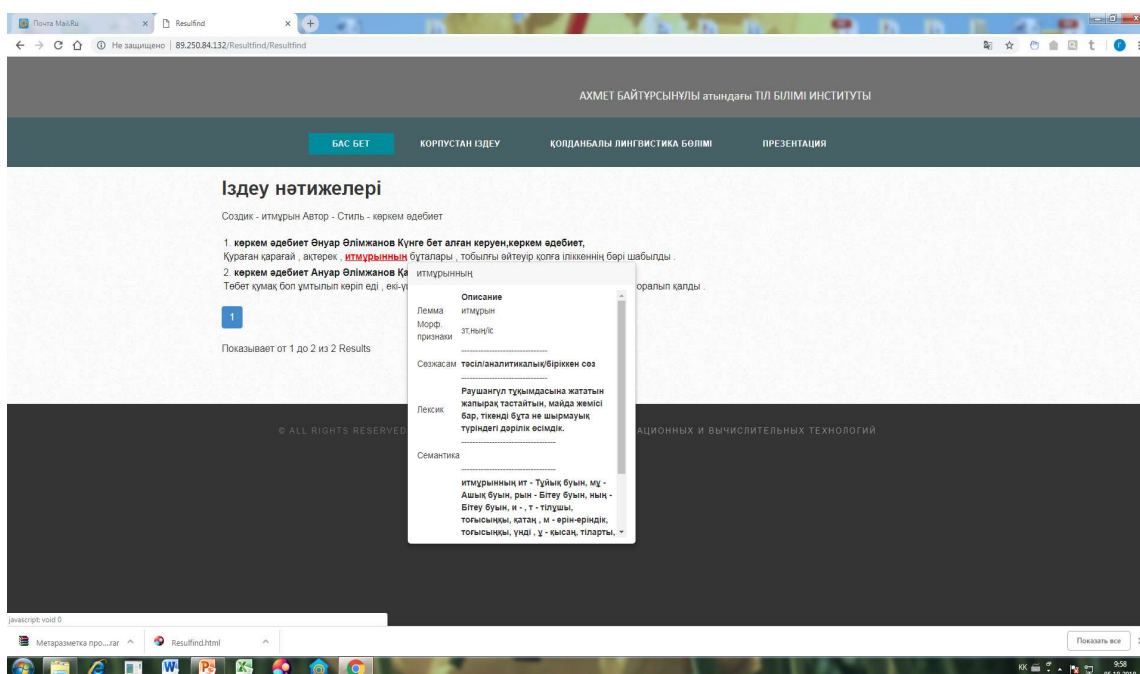 Почта Mail.Ru
Resulfind
Не защищено | 89.250.84.132/Resultfind/Resultfind
АХМЕТ БАЙТҰРСЫНҰЛЫ атындағы ТІЛ БІЛІМІ ИНСТИТУТЫ
БАС БЕТ КОРПУСТАН ІЗДЕУ ҚОЛДАНБАЛЫ ЛИНГВИСТИКА БӨЛІМІ ПРЕЗЕНТАЦИЯ
Іздеу нәтижелері
Создик - итмұрын Автор - Стиль - көркем әдебиет
1. көркем әдебиет Әнуар Әлімжанов Күнге бет алған керуен,көркем әдебиет,
Құраған қарағай , ақтерек , итмұрынның бұталары , тобылғы әйтеуір қолға іліккеннің бәрі шабылды .
2. көркем әдебиет Ануар Әлімжанов Қа
Төбет құмақ боп ұмтылып көріп еді , екі-ү оралып қалды .
1
Показывает от 1 до 2 из 2 Results
итмұрынның
Описание
Лемма итмұрын
Морф. признаки зт,ның/іс
--------------------------------
Сөзжасам тәсіл/аналитикалық/біріккен сөз
--------------------------------
Раушангүл тұқымдасына жататын
жапырақ тастайтын, майда жемісі
Лексик бар, тікенді бұта не шырмауық
түріндегі дәрілік өсімдік.
-----------------------------------
Семантика
-----------------------------------
итмұрынның ит - Тұйық буын, мұ -
Ашық буын, рын - Бітеу буын, ның -
Бітеу буын, и - , т - тілұшы,
тоғысыңқы, қатаң , м - ерін-еріндік,
тоғысыңқы, үнді , ұ - қысаң, тіларты,
© ALL RIGHTS RESERVED АЦИОННЫХ И ВЫЧИСЛИТЕЛЬНЫХ ТЕХНОЛОГИЙ
javascript: void 0
Метаразметка про....rar Resulfind.html Показать все
KK 9:58
06.10.2019